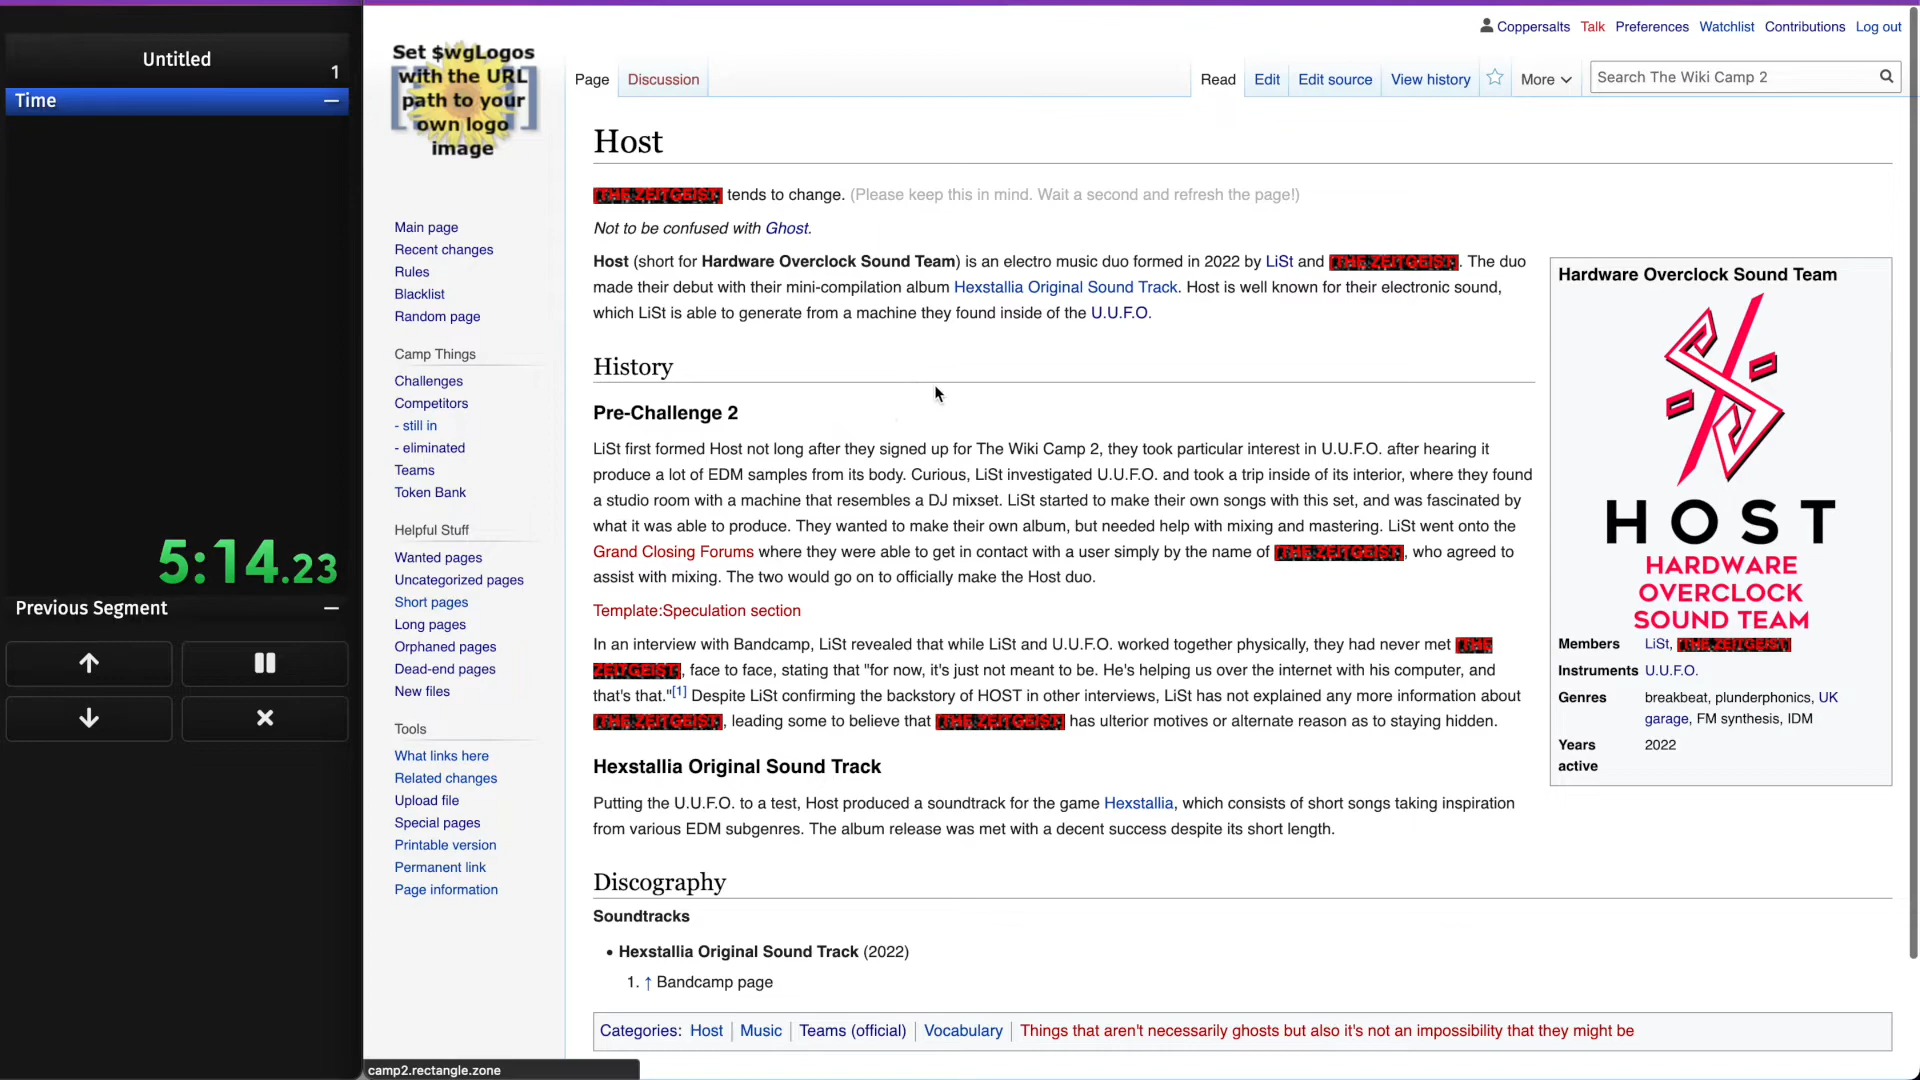 Untitled
1
Time
5:14.23
Previous Segment
Set $wgLogos
with the URL
path to your
own logo
image
Main page
Recent changes
Rules
Blacklist
Random page
Camp Things
Challenges
Competitors
- still in
- eliminated
Teams
Token Bank
Helpful Stuff
Wanted pages
Uncategorized pages
Short pages
Long pages
Orphaned pages
Dead-end pages
New files
Tools
What links here
Related changes
Upload file
Special pages
Printable version
Permanent link
Page information
camp2.rectangle.zone
Coppersalts Talk Preferences Watchlist Contributions Log out
Page Discussion Read Edit Edit source View history More Search The Wiki Camp 2
Host
[THE ZEITGEIST] tends to change. (Please keep this in mind. Wait a second and refresh the page!)
Not to be confused with Ghost.
Host (short for Hardware Overclock Sound Team) is an electro music duo formed in 2022 by LiSt and [THE ZEITGEIST]. The duo
made their debut with their mini-compilation album Hexstallia Original Sound Track. Host is well known for their electronic sound,
which LiSt is able to generate from a machine they found inside of the U.U.F.O.
History
Pre-Challenge 2
LiSt first formed Host not long after they signed up for The Wiki Camp 2, they took particular interest in U.U.F.O. after hearing it
produce a lot of EDM samples from its body. Curious, LiSt investigated U.U.F.O. and took a trip inside of its interior, where they found
a studio room with a machine that resembles a DJ mixset. LiSt started to make their own songs with this set, and was fascinated by
what it was able to produce. They wanted to make their own album, but needed help with mixing and mastering. LiSt went onto the
Grand Closing Forums where they were able to get in contact with a user simply by the name of [THE ZEITGEIST], who agreed to
assist with mixing. The two would go on to officially make the Host duo.
Template:Speculation section
In an interview with Bandcamp, LiSt revealed that while LiSt and U.U.F.O. worked together physically, they had never met [THE
ZEITGEIST], face to face, stating that "for now, it's just not meant to be. He's helping us over the internet with his computer, and
that's that."[1] Despite LiSt confirming the backstory of HOST in other interviews, LiSt has not explained any more information about
[THE ZEITGEIST], leading some to believe that [THE ZEITGEIST] has ulterior motives or alternate reason as to staying hidden.
Hexstallia Original Sound Track
Putting the U.U.F.O. to a test, Host produced a soundtrack for the game Hexstallia, which consists of short songs taking inspiration
from various EDM subgenres. The album release was met with a decent success despite its short length.
Discography
Soundtracks
• Hexstallia Original Sound Track (2022)
1. ↑ Bandcamp page
Categories: Host | Music | Teams (official) | Vocabulary | Things that aren't necessarily ghosts but also it's not an impossibility that they might be
Hardware Overclock Sound Team
HOST
HARDWARE
OVERCLOCK
SOUND TEAM
Members LiSt, [THE ZEITGEIST]
Instruments U.U.F.O.
Genres breakbeat, plunderphonics, UK
garage, FM synthesis, IDM
Years 2022
active